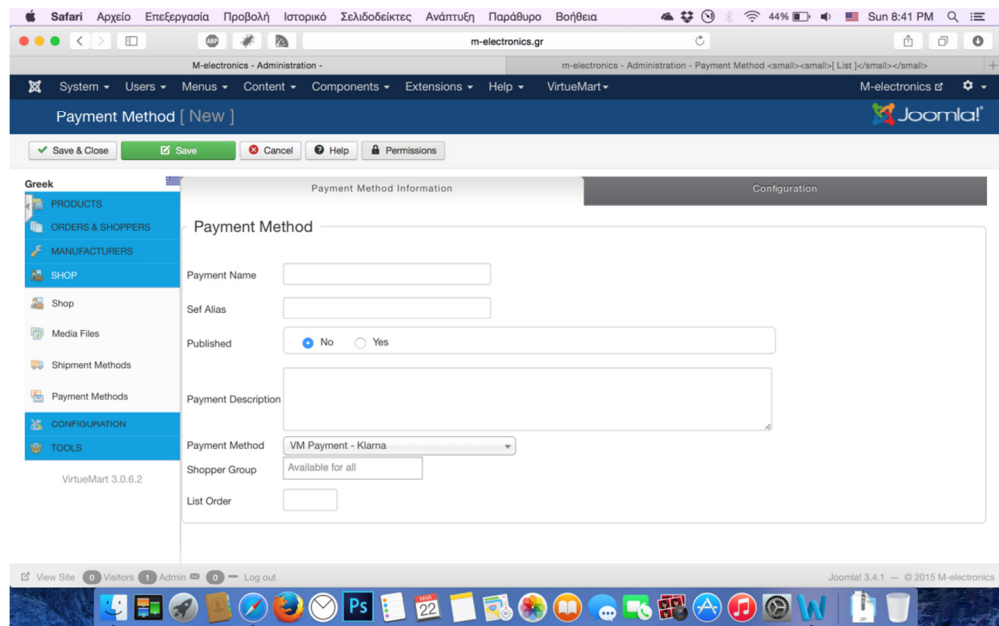 Safari Αρχείο Επεξεργασία Προβολή Ιστορικό Σελιδοδείκτες Ανάπτυξη Παράθυρο Βοήθεια 44% Sun 8:41 PM
ABP m-electronics.gr
M-electronics - Administration - m-electronics - Administration - Payment Method <small><small>[ List ]</small></small> +
System Users Menus Content Components Extensions Help VirtueMart M-electronics
Payment Method [ New ] Joomla!
Save & Close Save Cancel Help Permissions
Greek
Payment Method Information Configuration
PRODUCTS
ORDERS & SHOPPERS
MANUFACTURERS
SHOP
Shop
Media Files
Shipment Methods
Payment Methods
CONFIGURATION
TOOLS
VirtueMart 3.0.6.2
Payment Method
Payment Name
Sef Alias
Published No Yes
Payment Description
Payment Method VM Payment - Klarna
Shopper Group Available for all
List Order
View Site 0 Visitors 1 Admin 0 Log out Joomla! 3.4.1 — © 2015 M-electronics
Ps MAR 22